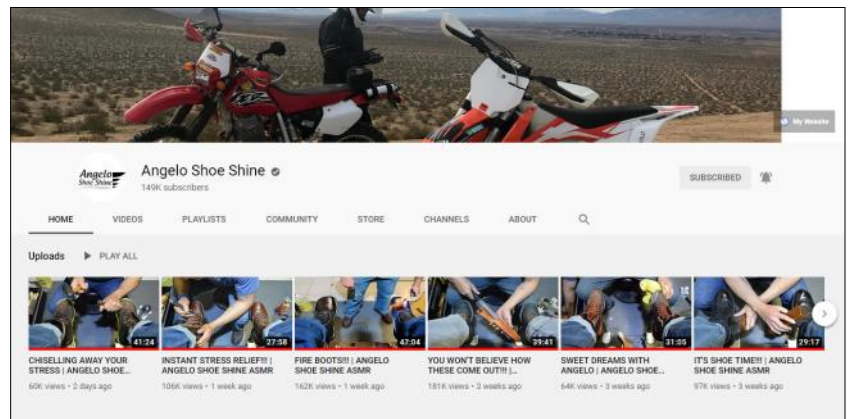 My Website
Angelo
Shoe Shine
Angelo Shoe Shine
149K subscribers
SUBSCRIBED
HOME VIDEOS PLAYLISTS COMMUNITY STORE CHANNELS ABOUT
Uploads PLAY ALL
41:24 27:58 47:04 39:41 31:05 29:17
CHISELLING AWAY YOUR
STRESS | ANGELO SHOE...
60K views • 2 days ago
INSTANT STRESS RELIEF!!! |
ANGELO SHOE SHINE ASMR
106K views • 1 week ago
FIRE BOOTS!!! | ANGELO
SHOE SHINE ASMR
162K views • 1 week ago
YOU WON'T BELIEVE HOW
THESE COME OUT!!! |...
181K views • 2 weeks ago
SWEET DREAMS WITH
ANGELO | ANGELO SHOE...
64K views • 3 weeks ago
IT'S SHOE TIME!!! | ANGELO
SHOE SHINE ASMR
97K views • 3 weeks ago